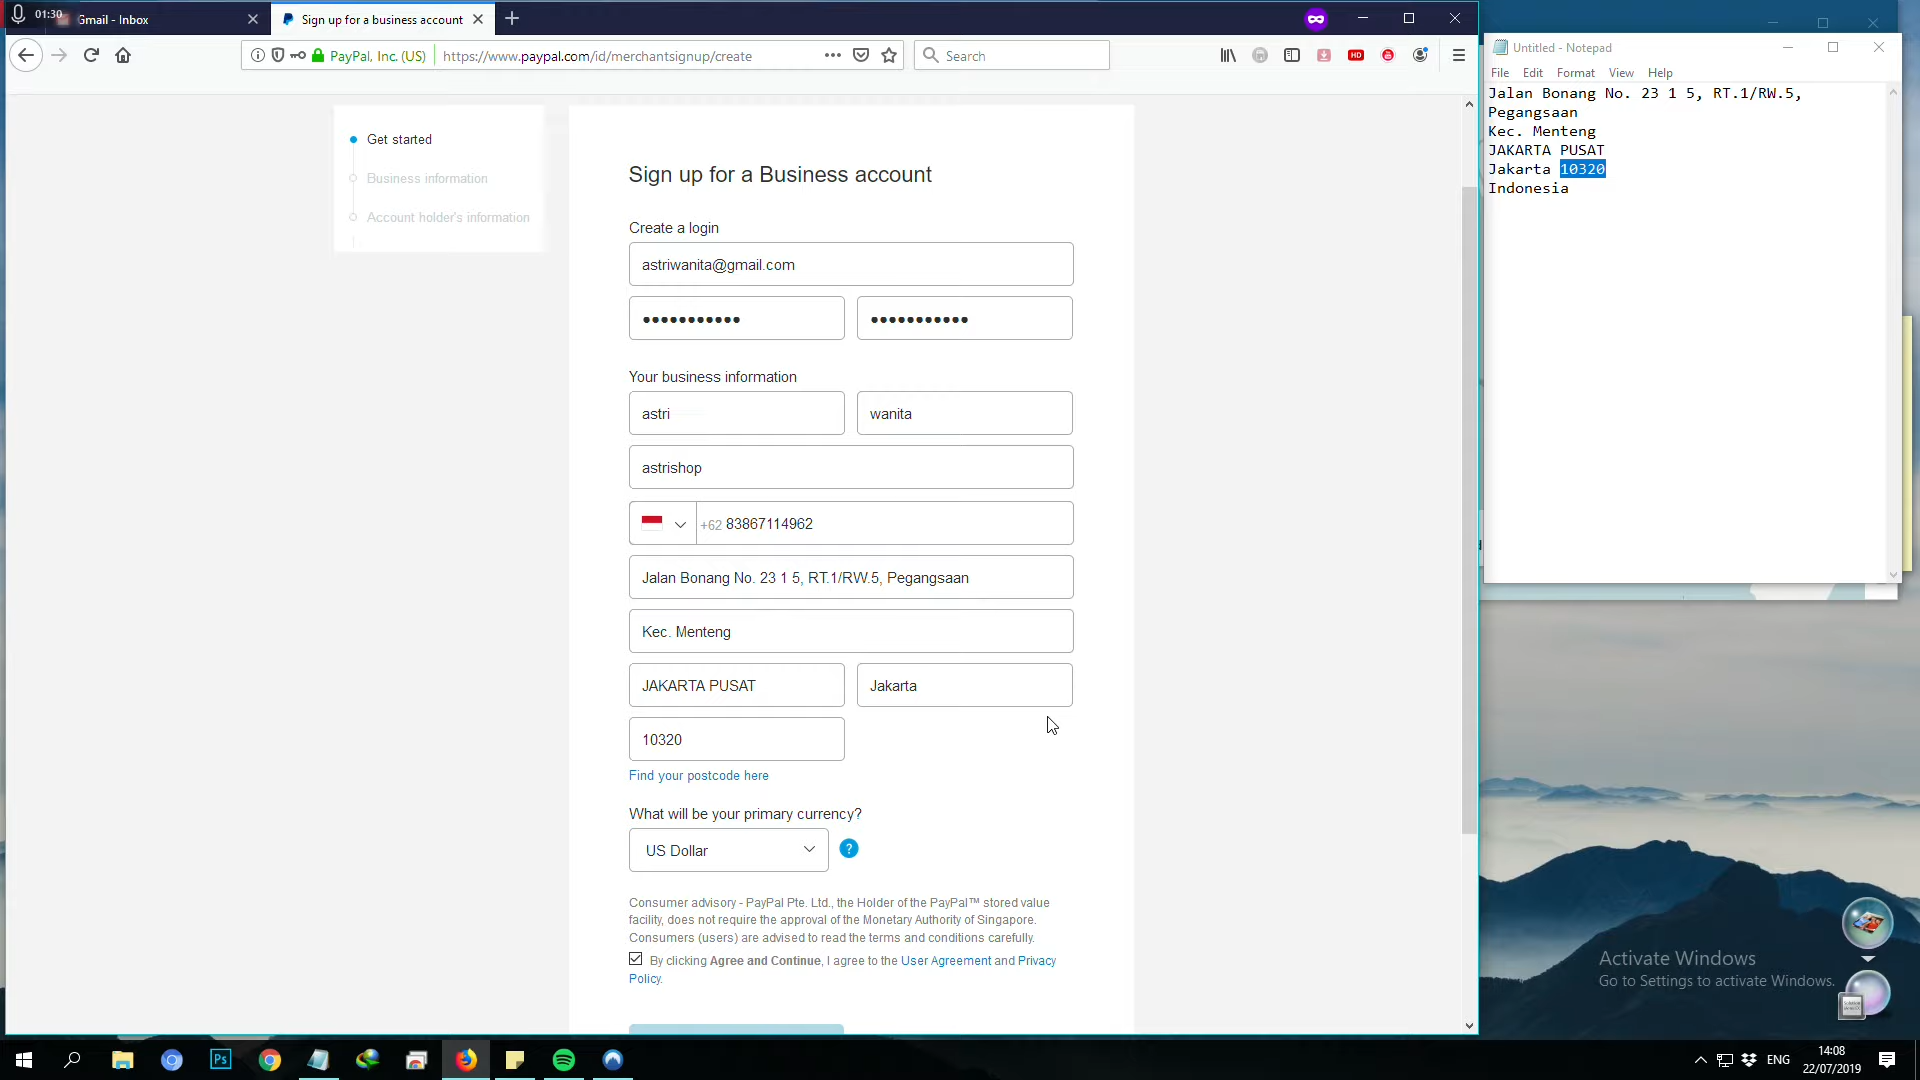 01:30
Gmail - Inbox
Sign up for a business account
PayPal, Inc. (US)
https://www.paypal.com/id/merchantsignup/create
Search
HD
Get started
Business information
Account holder's information
Sign up for a Business account
Create a login
astriwanita@gmail.com
•••••••••••
•••••••••••
Your business information
astri
wanita
astrishop
+62 83867114962
Jalan Bonang No. 23 1 5, RT.1/RW.5, Pegangsaan
Kec. Menteng
JAKARTA PUSAT
Jakarta
10320
Find your postcode here
What will be your primary currency?
US Dollar
?
Consumer advisory - PayPal Pte. Ltd., the Holder of the PayPal™ stored value
facility, does not require the approval of the Monetary Authority of Singapore.
Consumers (users) are advised to read the terms and conditions carefully.
By clicking Agree and Continue, I agree to the User Agreement and Privacy
Policy.
Untitled - Notepad
File Edit Format View Help
Jalan Bonang No. 23 1 5, RT.1/RW.5,
Pegangsaan
Kec. Menteng
JAKARTA PUSAT
Jakarta 10320
Indonesia
Activate Windows
Go to Settings to activate Windows.
Ps
ENG
14:08
22/07/2019